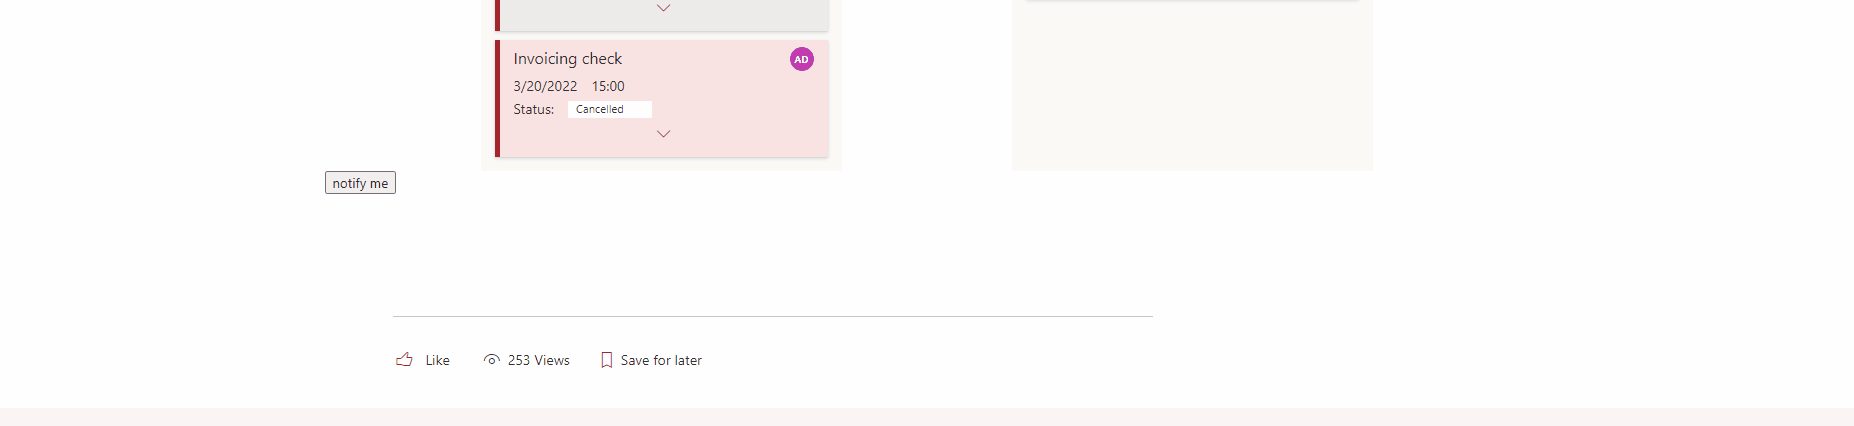 Invoicing check AD
3/20/2022 15:00
Status: Cancelled
notify me
Like 253 Views Save for later